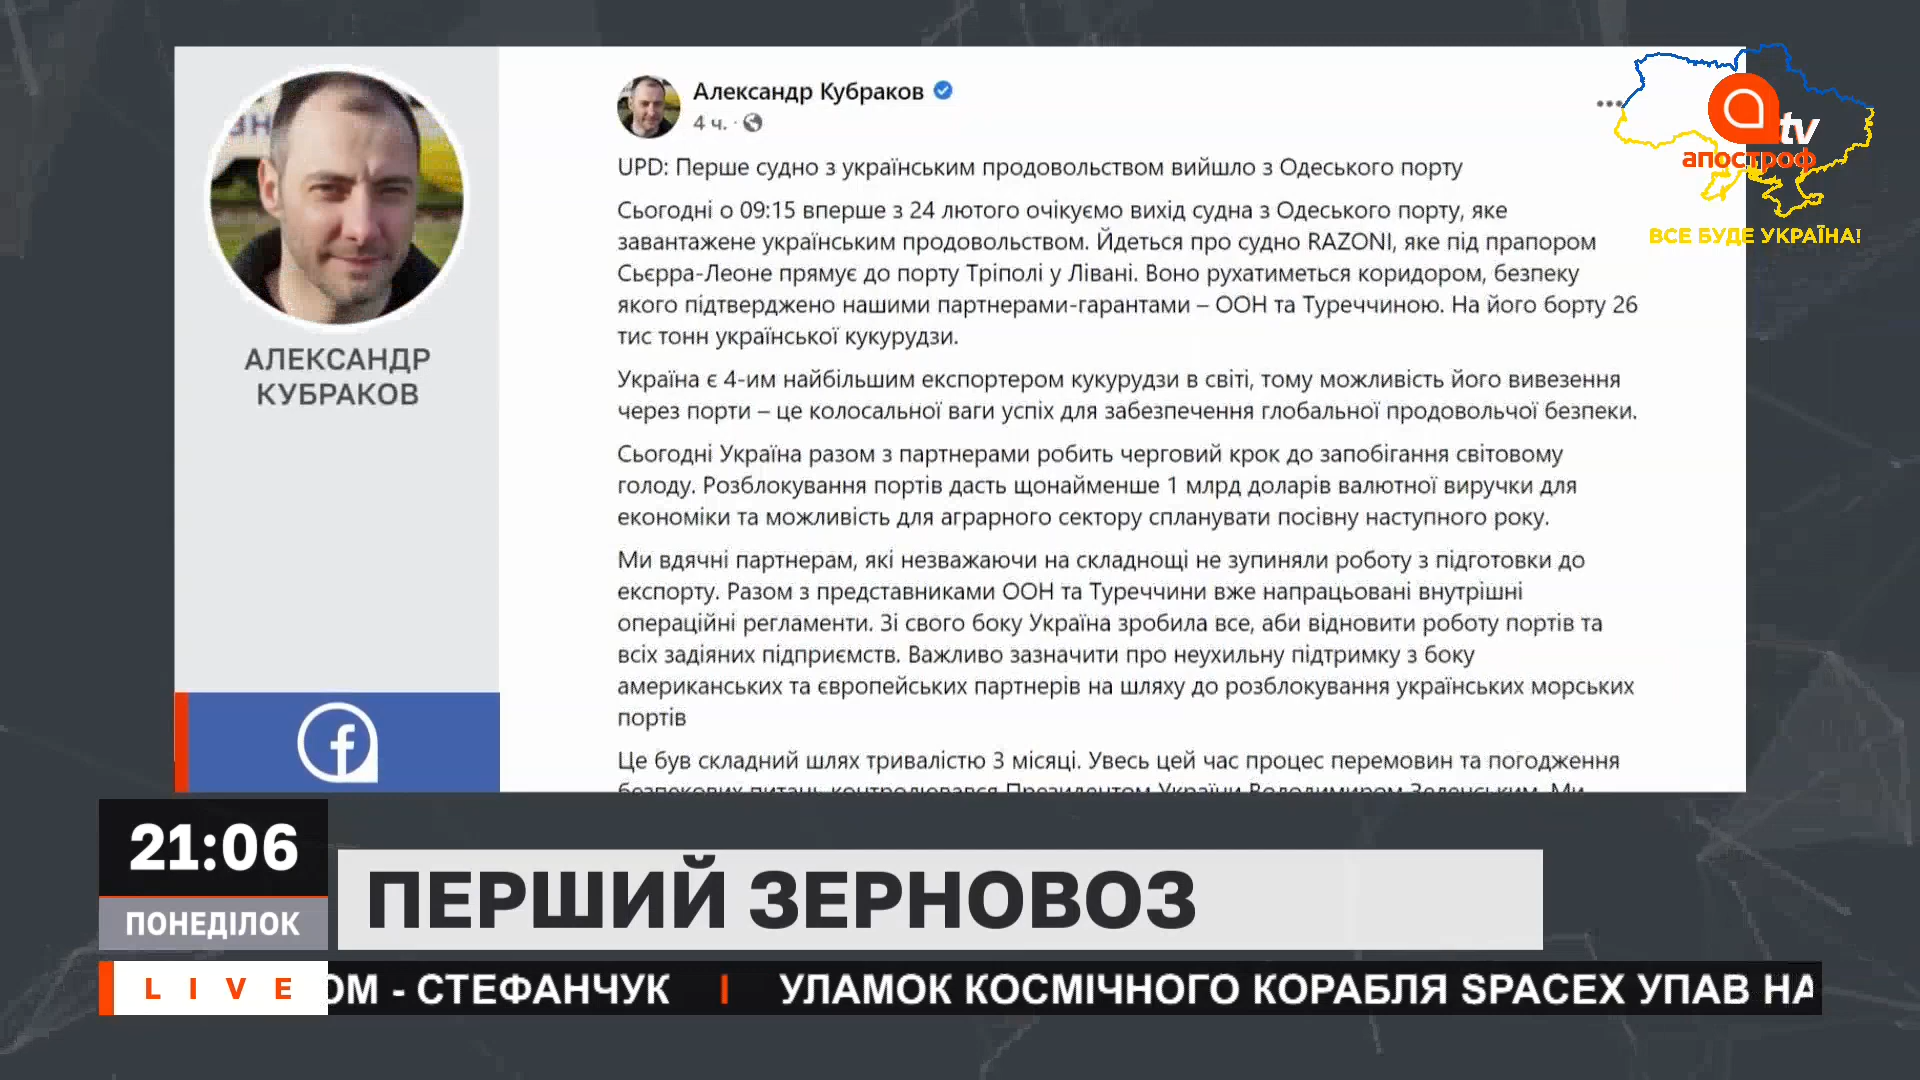 АЛЕКСАНДР
КУБРАКОВ
Александр Кубраков
4 ч.
UPD: Перше судно з українським продовольством вийшло з Одеського порту
Сьогодні о 09:15 вперше з 24 лютого очікуємо вихід судна з Одеського порту, яке
завантажене українським продовольством. Йдеться про судно RAZONI, яке під прапором
Сьєрра-Леоне прямує до порту Тріполі у Лівані. Воно рухатиметься коридором, безпеку
якого підтверджено нашими партнерами-гарантами – ООН та Туреччиною. На його борту 26
тис тонн української кукурудзи.
Україна є 4-им найбільшим експортером кукурудзи в світі, тому можливість його вивезення
через порти – це колосальної ваги успіх для забезпечення глобальної продовольчої безпеки.
Сьогодні Україна разом з партнерами робить черговий крок до запобігання світовому
голоду. Розблокування портів дасть щонайменше 1 млрд доларів валютної виручки для
економіки та можливість для аграрного сектору спланувати посівну наступного року.
Ми вдячні партнерам, які незважаючи на складнощі не зупиняли роботу з підготовки до
експорту. Разом з представниками ООН та Туреччини вже напрацьовані внутрішні
операційні регламенти. Зі свого боку Україна зробила все, аби відновити роботу портів та
всіх задіяних підприємств. Важливо зазначити про неухильну підтримку з боку
американських та європейських партнерів на шляху до розблокування українських морських
портів
Це був складний шлях тривалістю 3 місяці. Увесь цей час процес перемовин та погодження
безпекових питань контролювався Президентом України Володимиром Зеленським. Ми
tv
апостроф
ВСЕ БУДЕ УКРАЇНА!
21:06
ПОНЕДІЛОК
ПЕРШИЙ ЗЕРНОВОЗ
LIVE
ОМ - СТЕФАНЧУК | УЛАМОК КОСМІЧНОГО КОРАБЛЯ SPACEX УПАВ НА